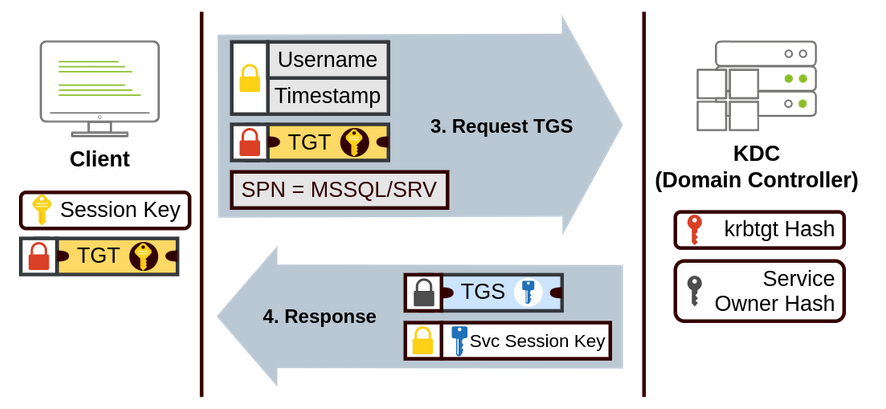 Client
Session Key
TGT
Username
Timestamp
TGT
SPN = MSSQL/SRV
3. Request TGS
4. Response
TGS
Svc Session Key
KDC
(Domain Controller)
krbtgt Hash
Service
Owner Hash